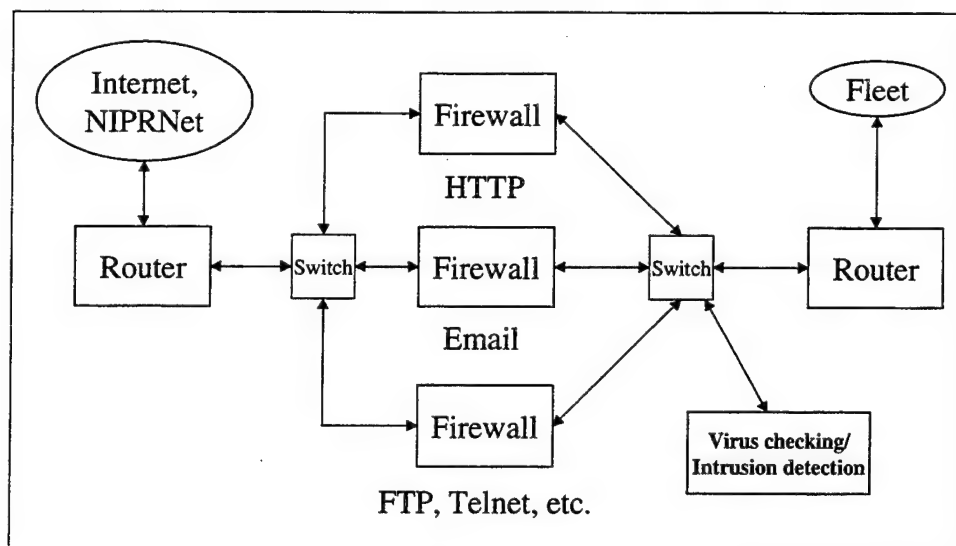 Internet,
NIPRNet
Fleet
Firewall
HTTP
Router
Switch
Firewall
Switch
Router
Email
Firewall
Virus checking/
Intrusion detection
FTP, Telnet, etc.